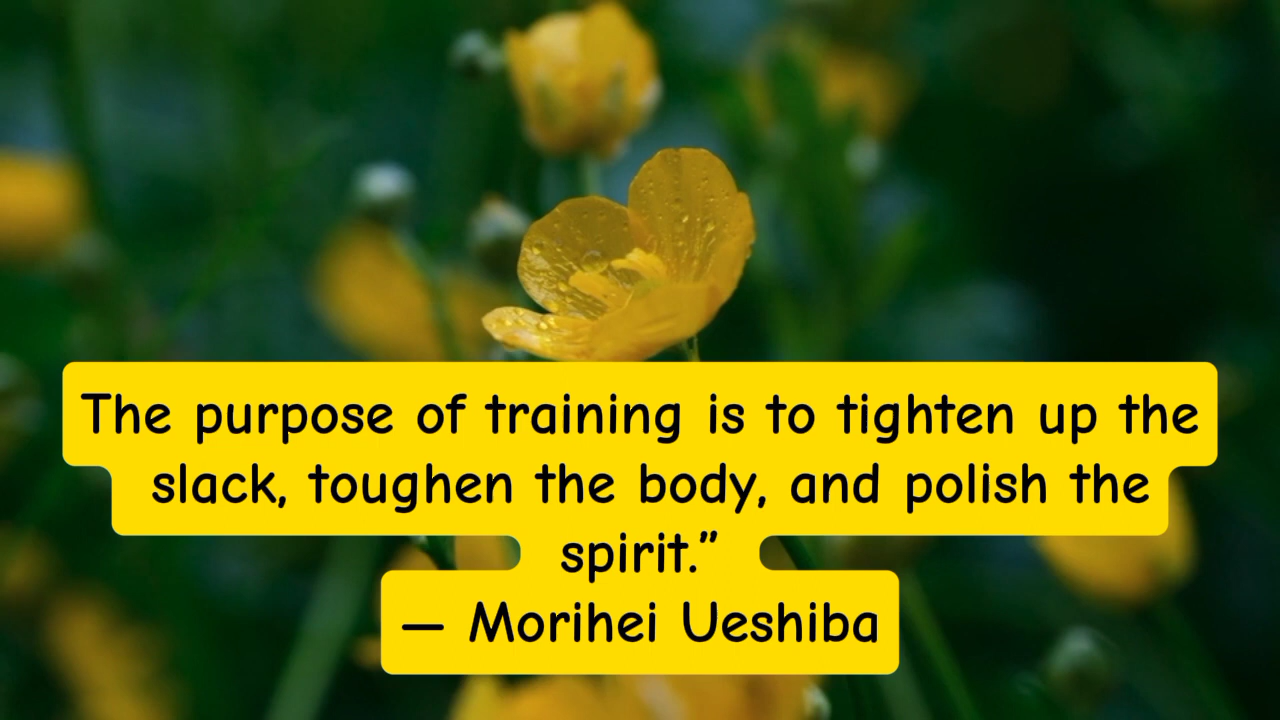 The purpose of training is to tighten up the
slack, toughen the body, and polish the
spirit.”
— Morihei Ueshiba